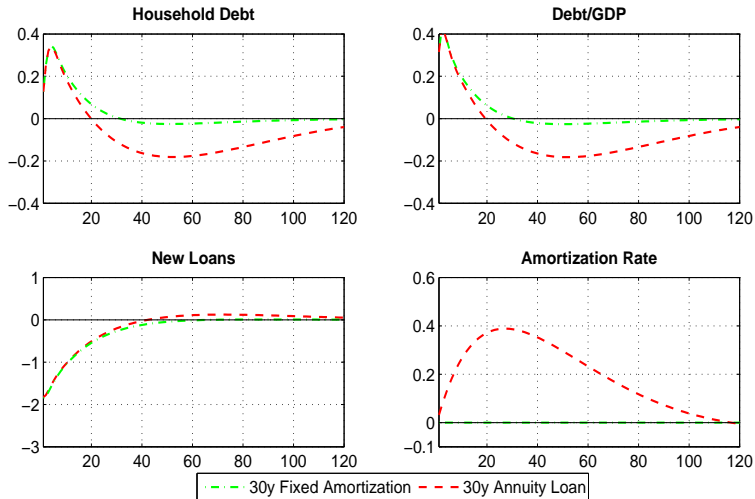 Household Debt
0.4
0.2
0
−0.2
−0.4
20 40 60 80 100 120
Debt/GDP
0.4
0.2
0
−0.2
−0.4
20 40 60 80 100 120
New Loans
1
0
−1
−2
−3
20 40 60 80 100 120
Amortization Rate
0.6
0.4
0.2
0
−0.1
20 40 60 80 100 120
30y Fixed Amortization 30y Annuity Loan